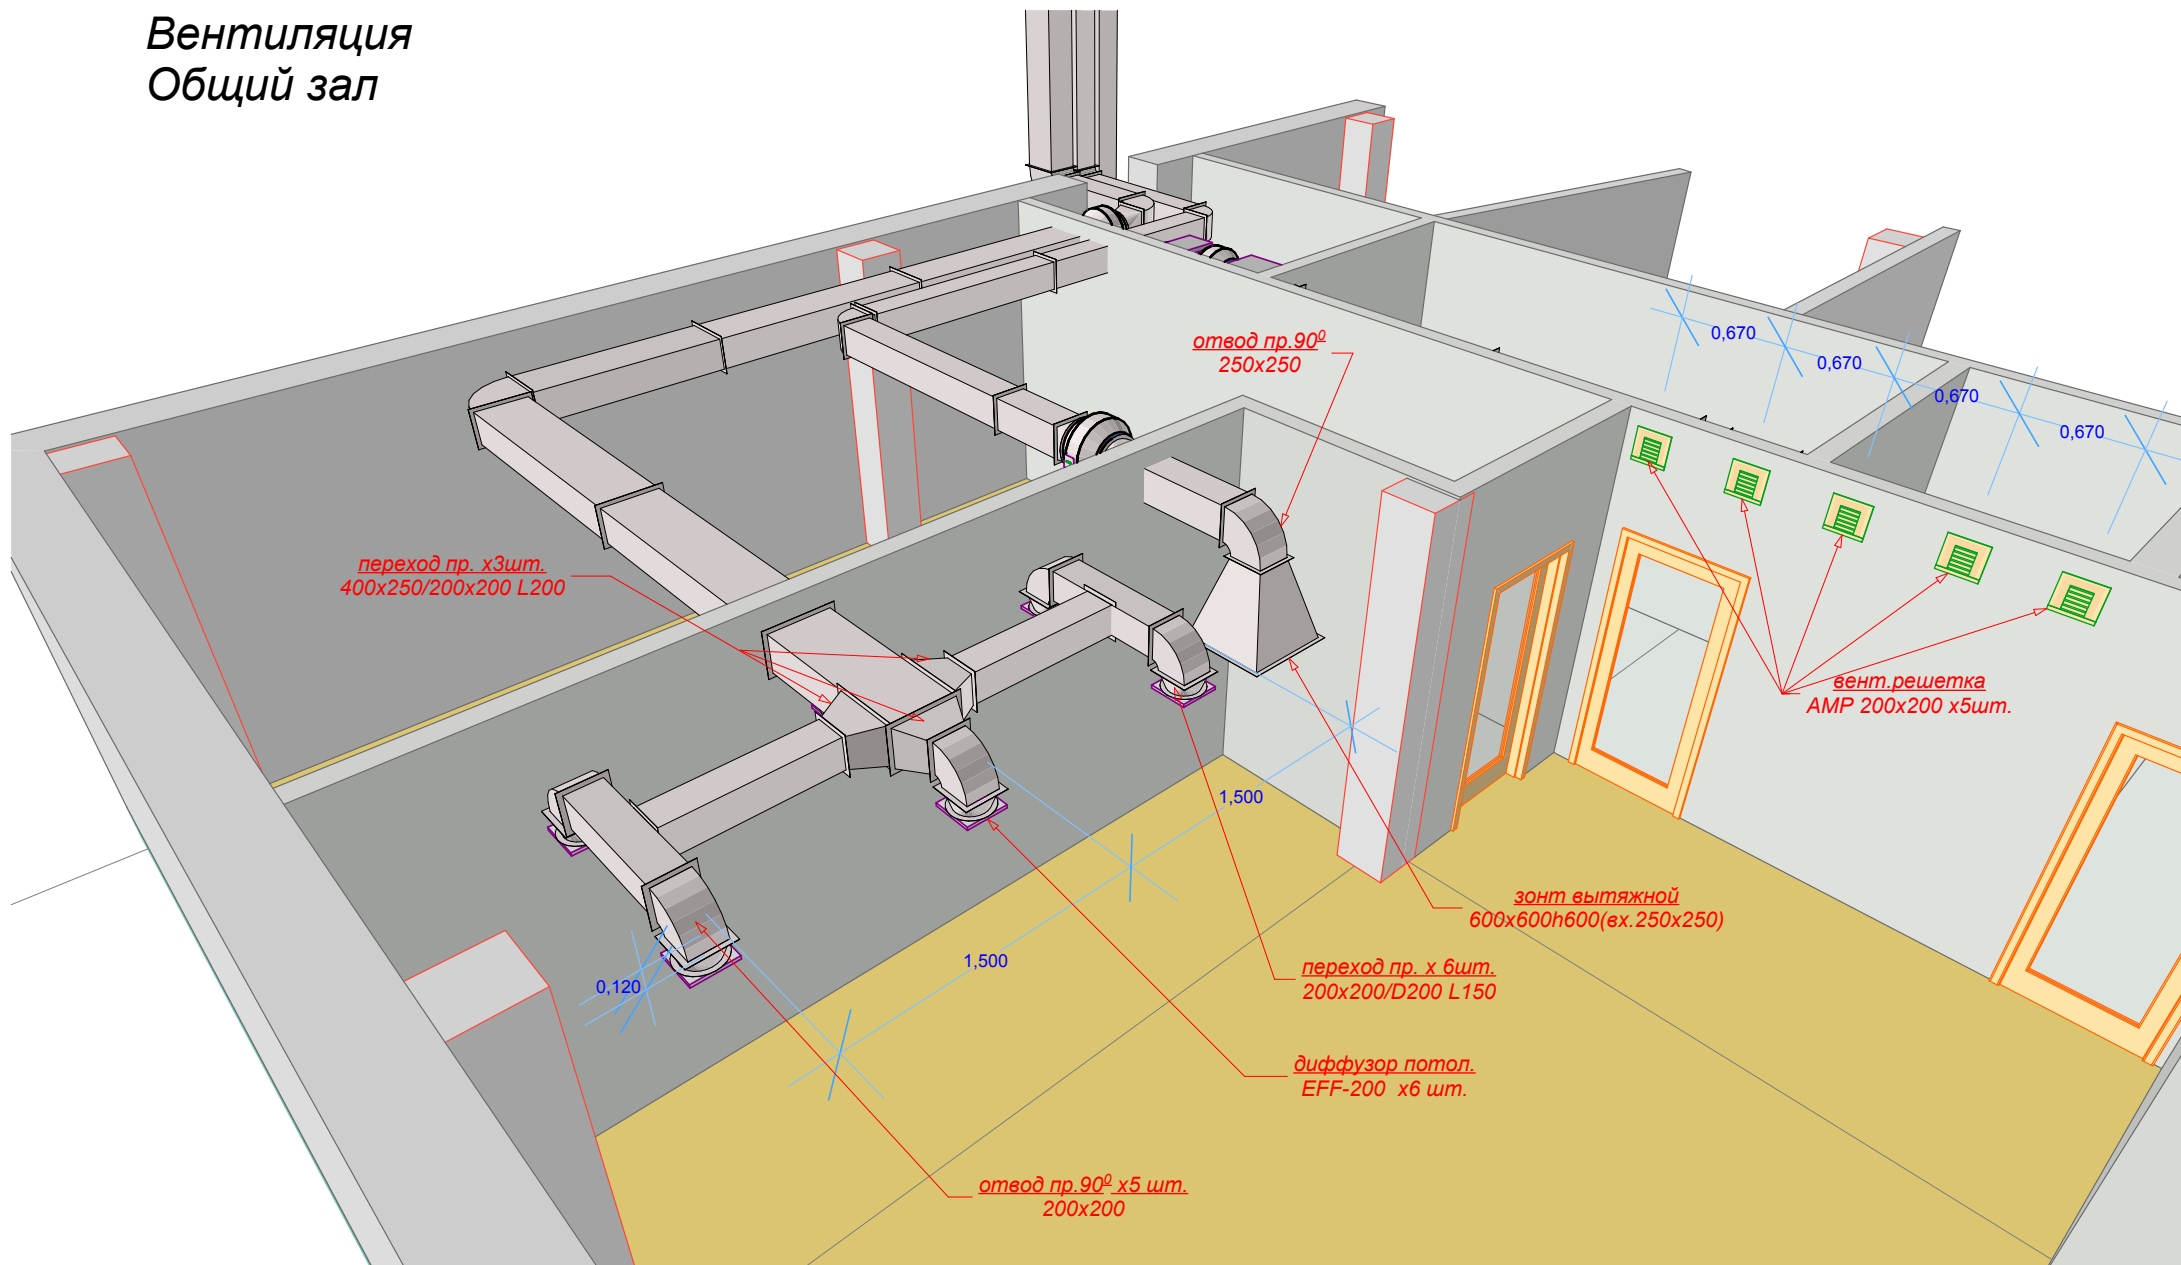 Вентиляция
Общий зал
отвод пр.90⁰
250х250
0,670
0,670
0,670
0,670
переход пр. х3шт.
400х250/200х200 L200
вент.решетка
АМР 200х200 х5шт.
1,500
зонт вытяжной
600х600h600(вх.250х250)
1,500
переход пр. х 6шт.
200х200/D200 L150
0,120
диффузор потол.
EFF-200 х6 шт.
отвод пр.90⁰ х5 шт.
200х200